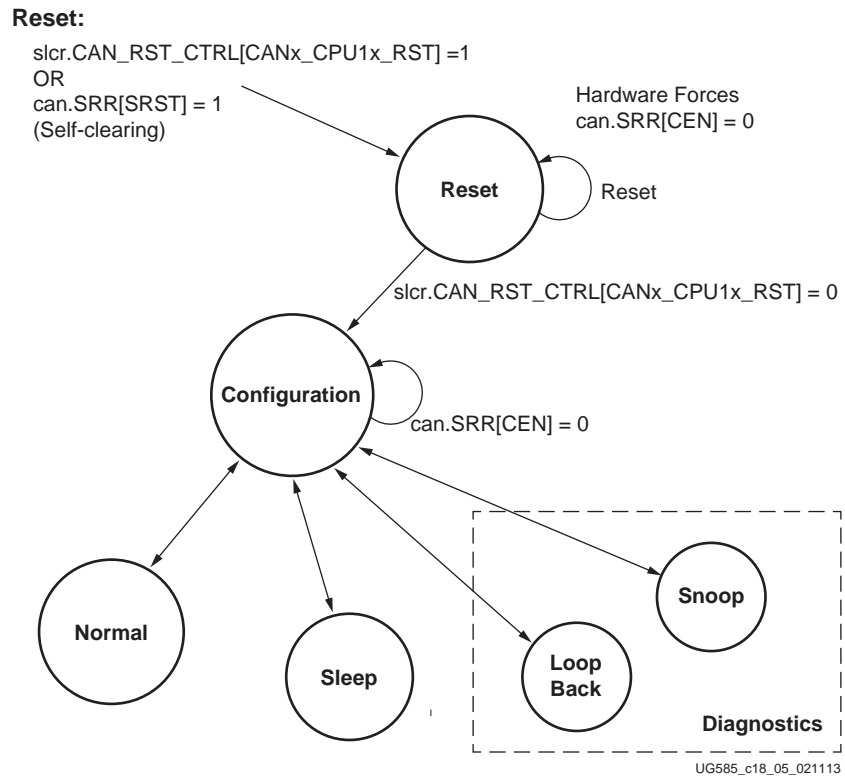 Reset:
slcr.CAN_RST_CTRL[CANx_CPU1x_RST] =1
OR
can.SRR[SRST] = 1
(Self-clearing)
Hardware Forces
can.SRR[CEN] = 0
Reset
Reset
slcr.CAN_RST_CTRL[CANx_CPU1x_RST] = 0
Configuration
can.SRR[CEN] = 0
Normal
Sleep
Loop
Back
Snoop
Diagnostics
UG585_c18_05_021113